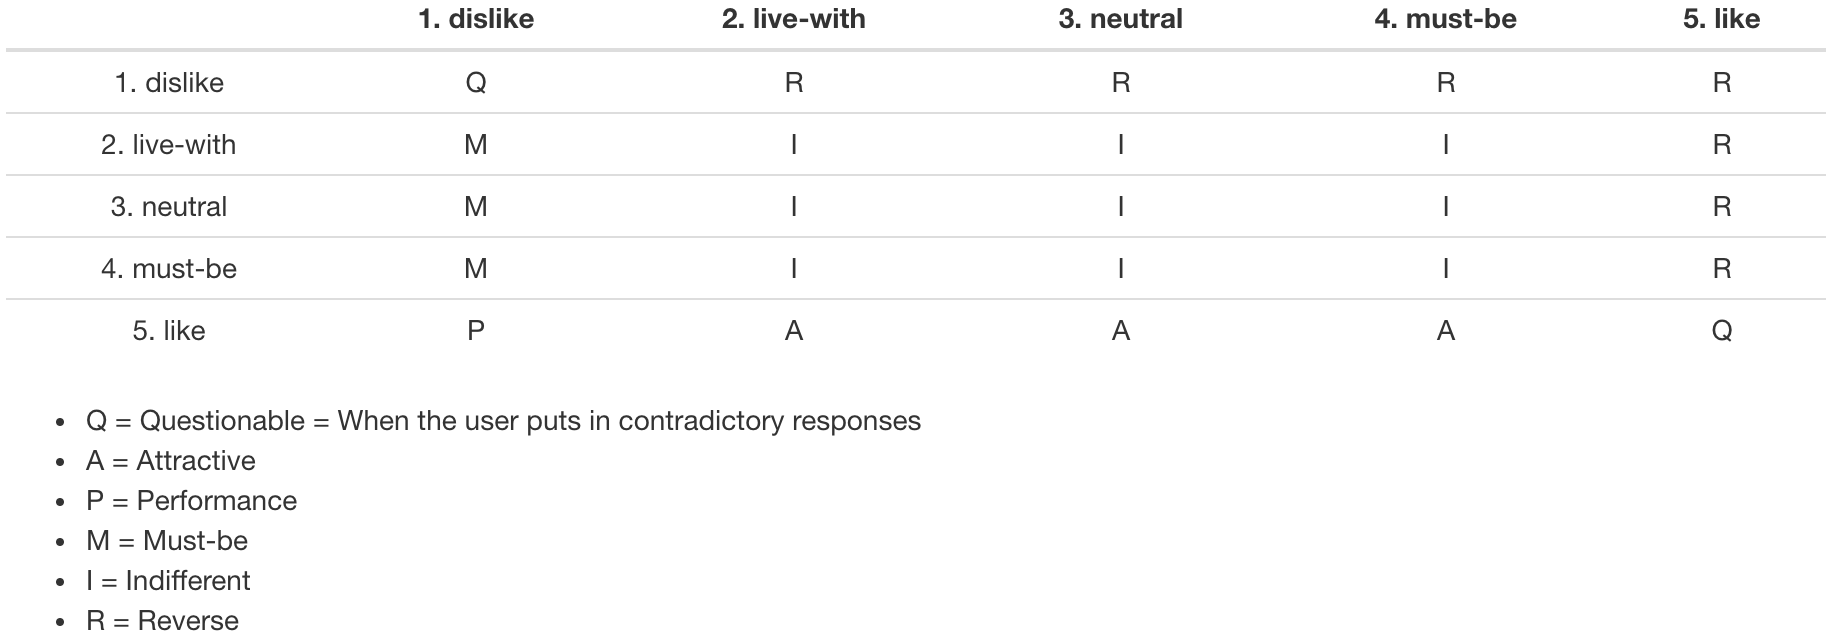 1. dislike 2. live-with 3. neutral 4. must-be 5. like
1. dislike Q R R R R
2. live-with M I I I R
3. neutral M I I I R
4. must-be M I I I R
5. like P A A A Q
• Q = Questionable = When the user puts in contradictory responses
• A = Attractive
• P = Performance
• M = Must-be
• I = Indifferent
• R = Reverse